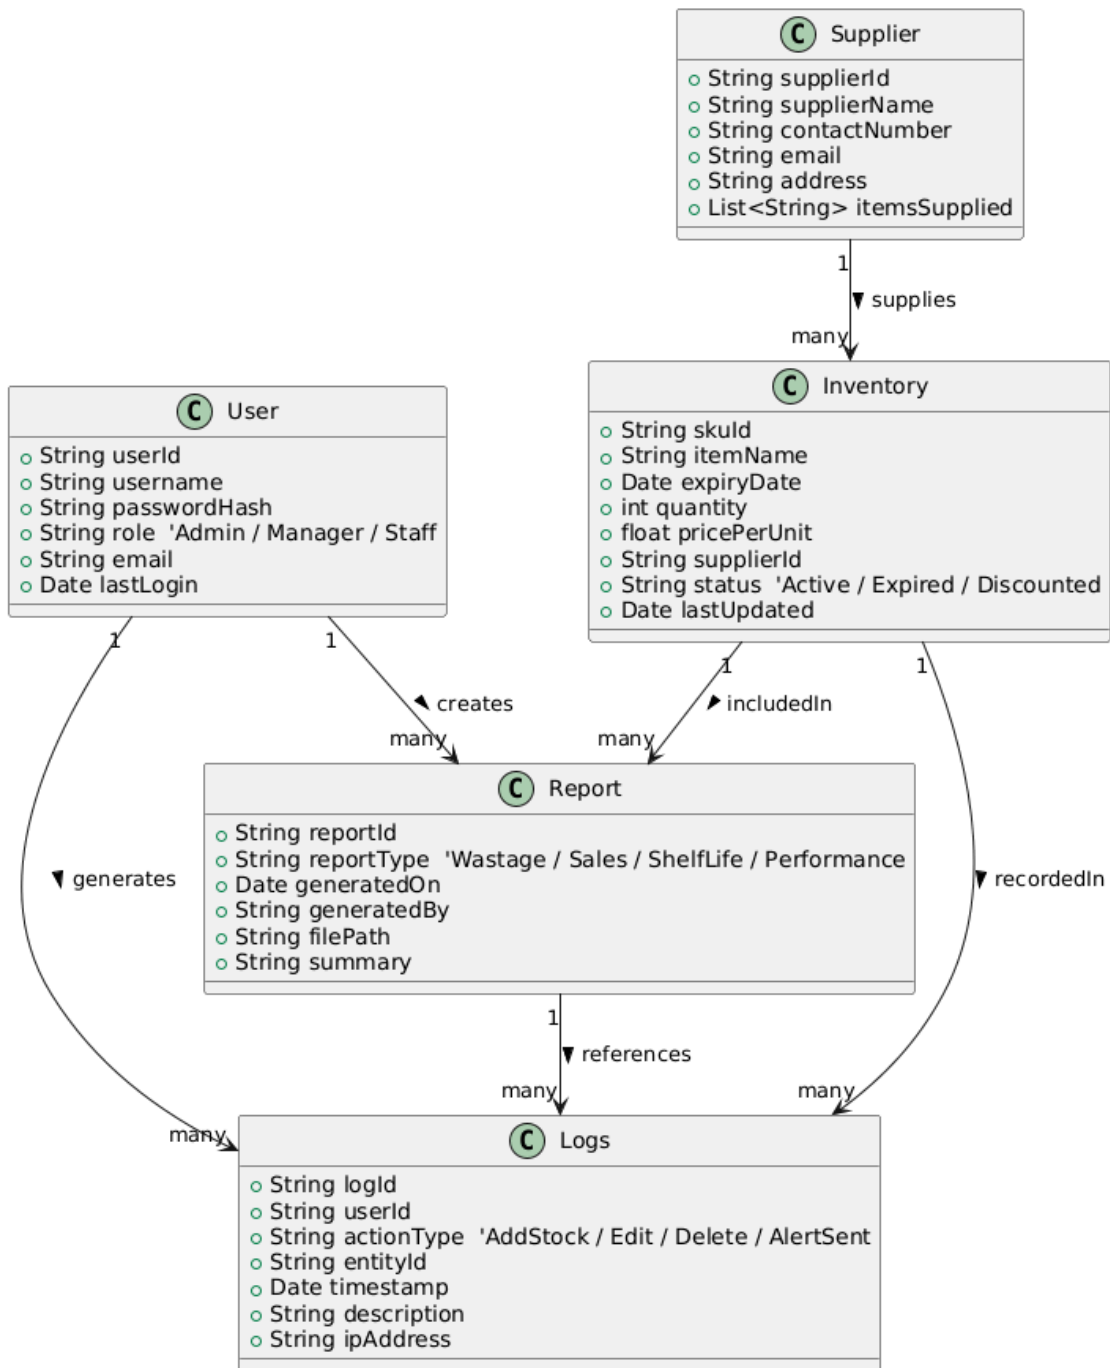 C Supplier
String supplierId
String supplierName
String contactNumber
String email
String address
List<String> itemsSupplied
1
supplies
many
C Inventory
String skuId
String itemName
Date expiryDate
int quantity
float pricePerUnit
String supplierId
String status 'Active / Expired / Discounted
Date lastUpdated
C User
String userId
String username
String passwordHash
String role 'Admin / Manager / Staff
String email
Date lastLogin
1
1
1
1
creates
includedIn
many
many
C Report
String reportId
String reportType 'Wastage / Sales / ShelfLife / Performance
Date generatedOn
String generatedBy
String filePath
String summary
generates
recordedIn
1
references
many
many
many
C Logs
String logId
String userId
String actionType 'AddStock / Edit / Delete / AlertSent
String entityId
Date timestamp
String description
String ipAddress